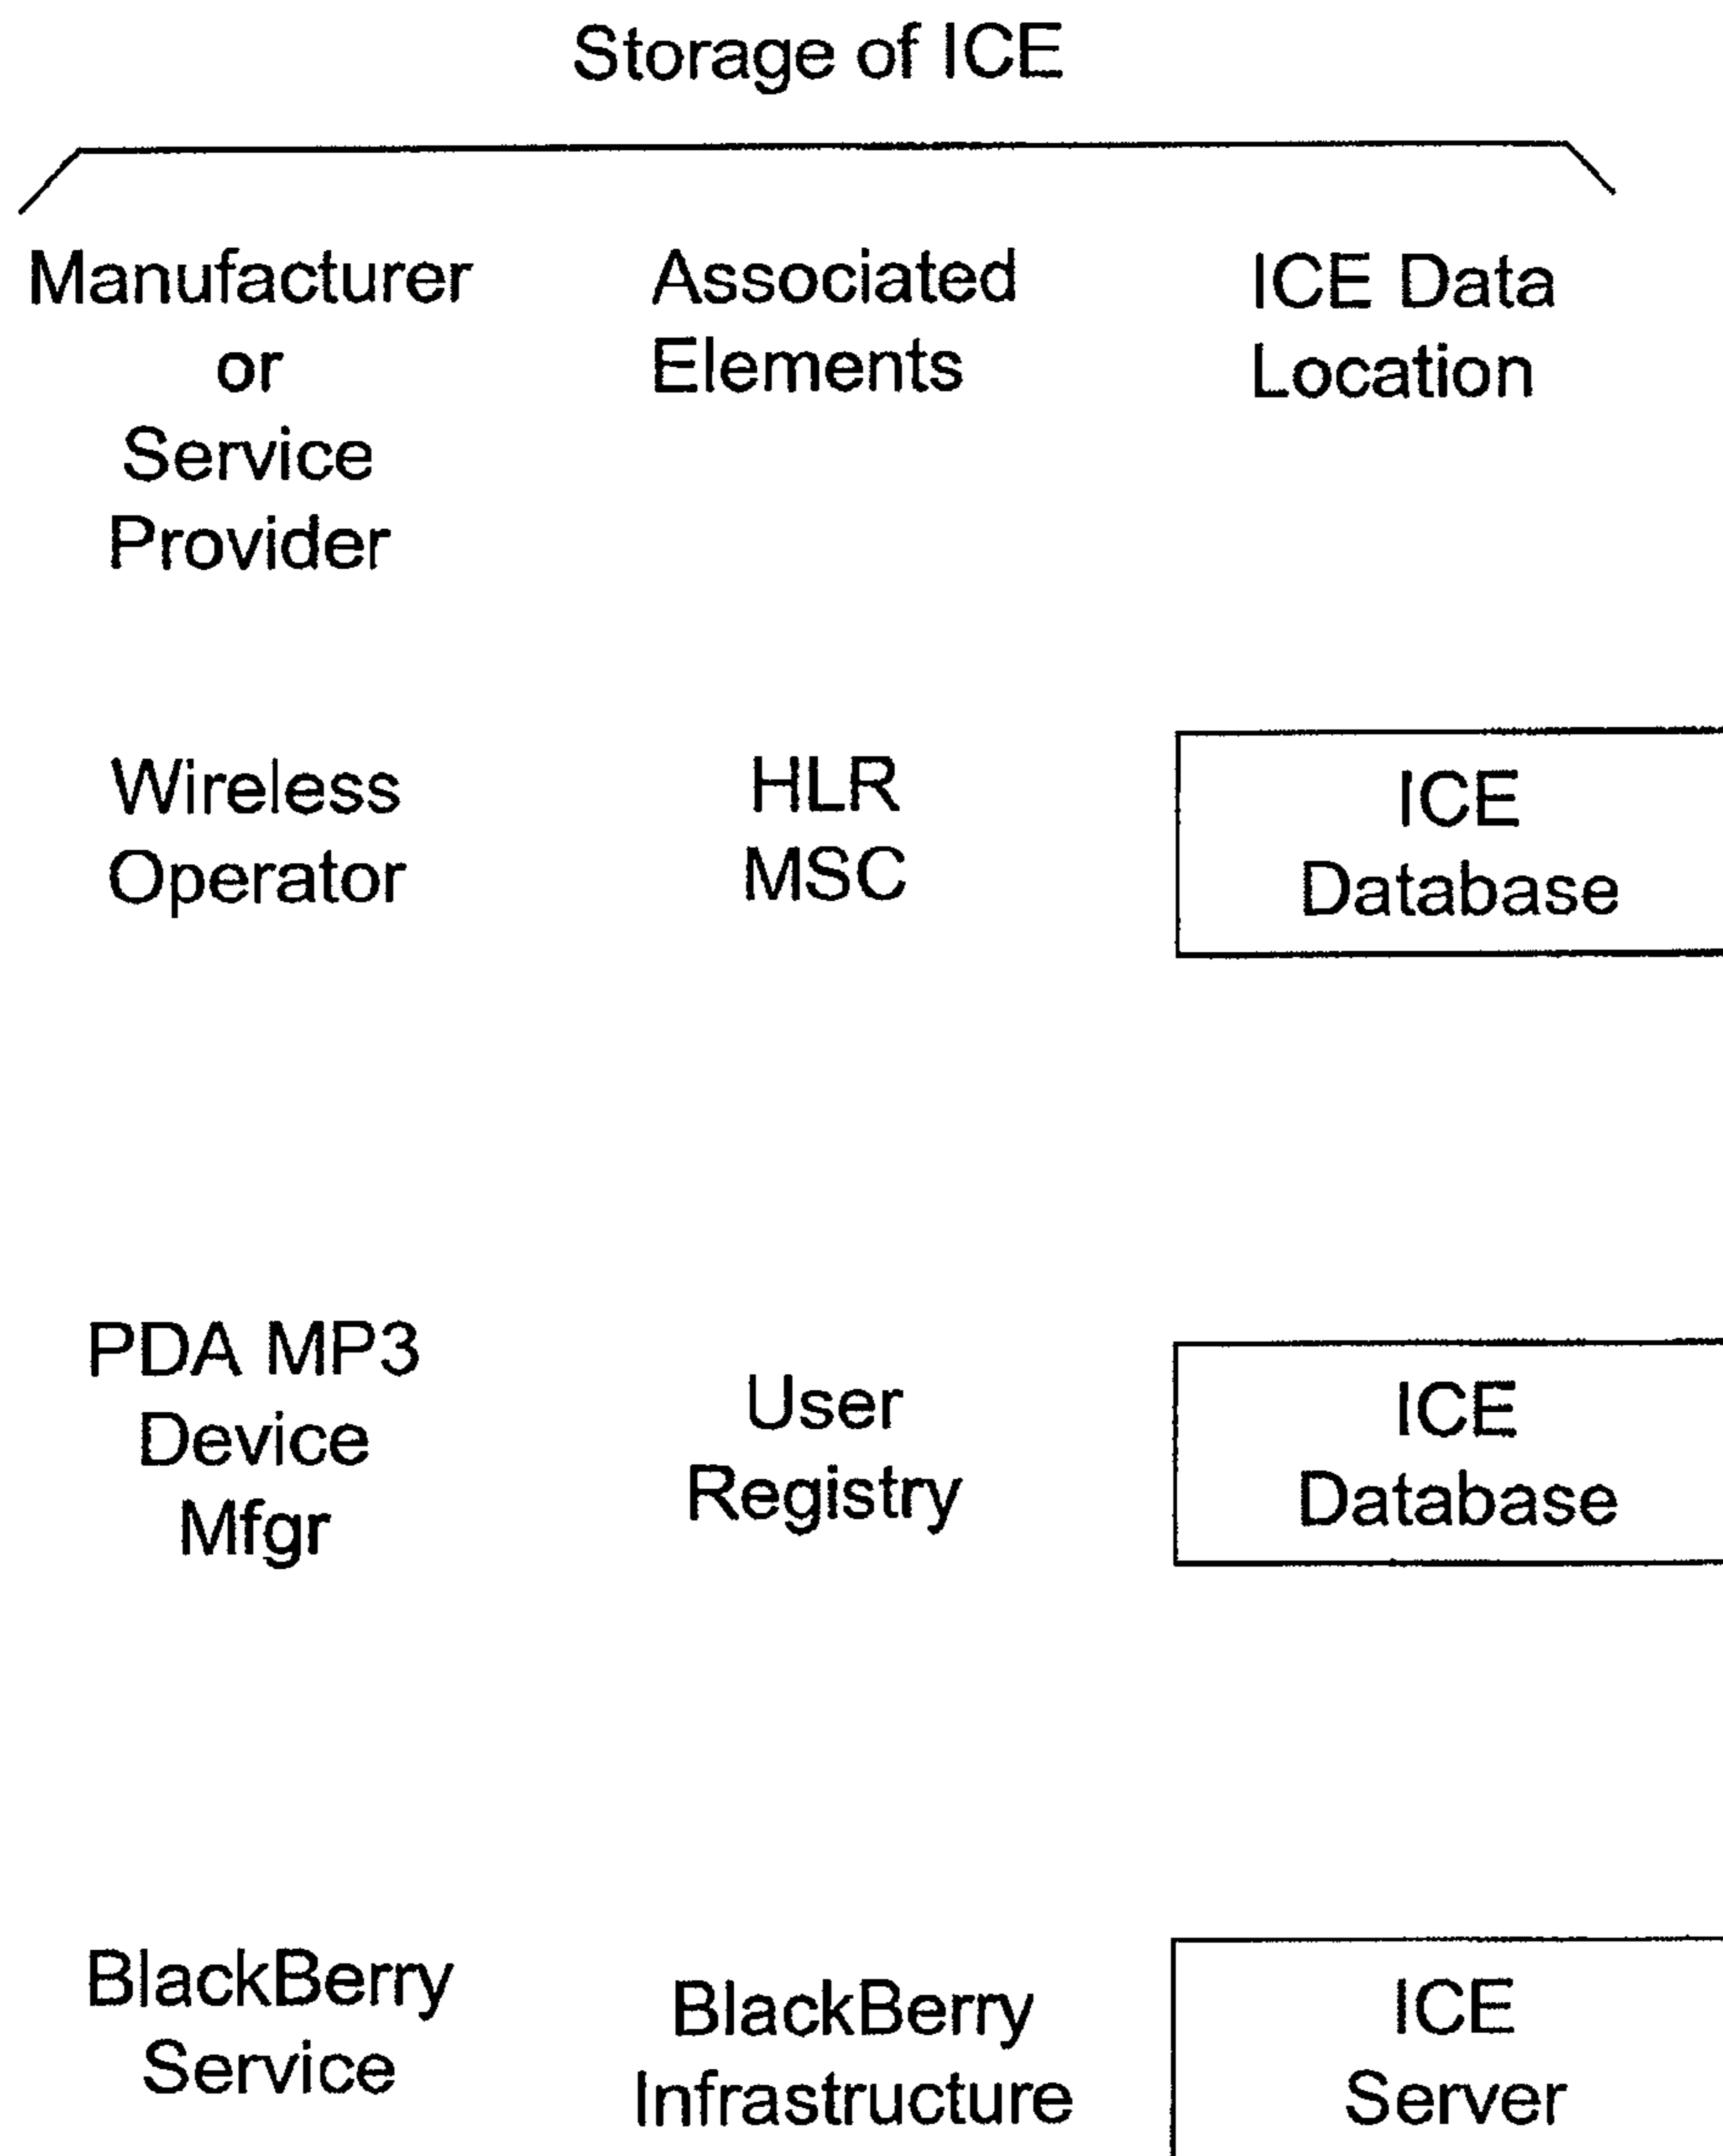 Storage of ICE
Manufacturer
or
Service
Provider
Associated
Elements
ICE Data
Location
Wireless
Operator
HLR
MSC
ICE
Database
PDA MP3
Device
Mfgr
User
Registry
ICE
Database
BlackBerry
Service
BlackBerry
Infrastructure
ICE
Server